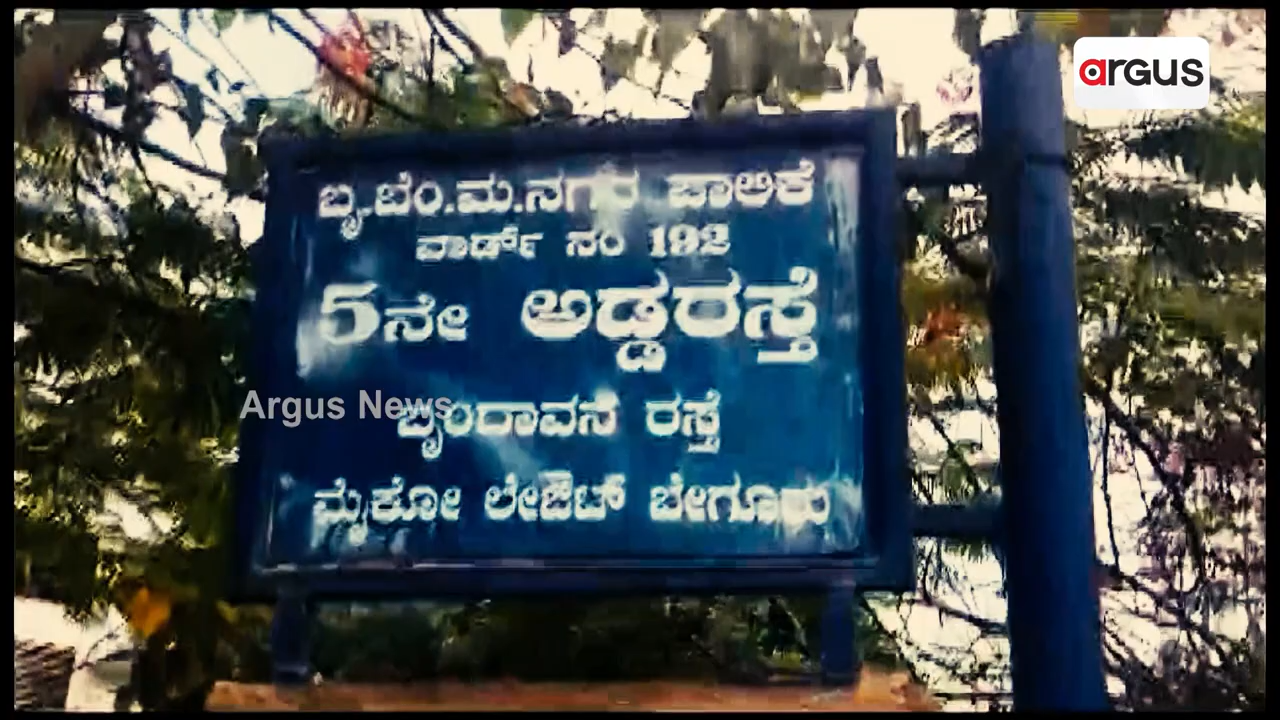 argus
ಬೃ.ಬೆಂ.ಮ.ನಗರ ಪಾಲಿಕೆ
ವಾರ್ಡ್ ನಂ 192
5ನೇ ಅಡ್ಡರಸ್ತೆ
Argus News
ಬೃಂದಾವನ ರಸ್ತೆ
ಮೈಕೋ ಲೇಔಟ್ ಬೇಗೂರು